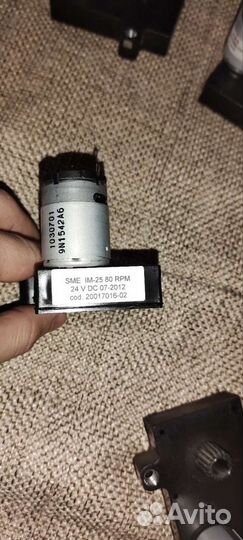 1030701
9N1542A6
SME IM-25 80 RPM
24 V DC 07-2012
cod. 20017016-02
Avito